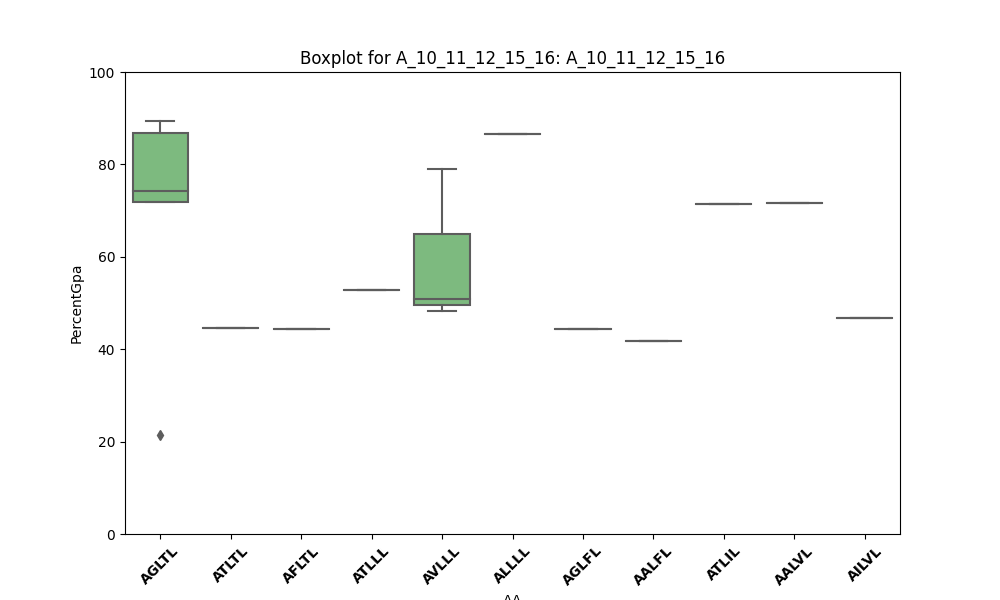 Boxplot for A_10_11_12_15_16: A_10_11_12_15_16
100
80
60
40
20
0
PercentGpa
AGLTL
ATLTL
AFLTL
ATLLL
AVLLL
ALLLL
AGLFL
AALFL
ATLIL
AALVL
AILVL
AA